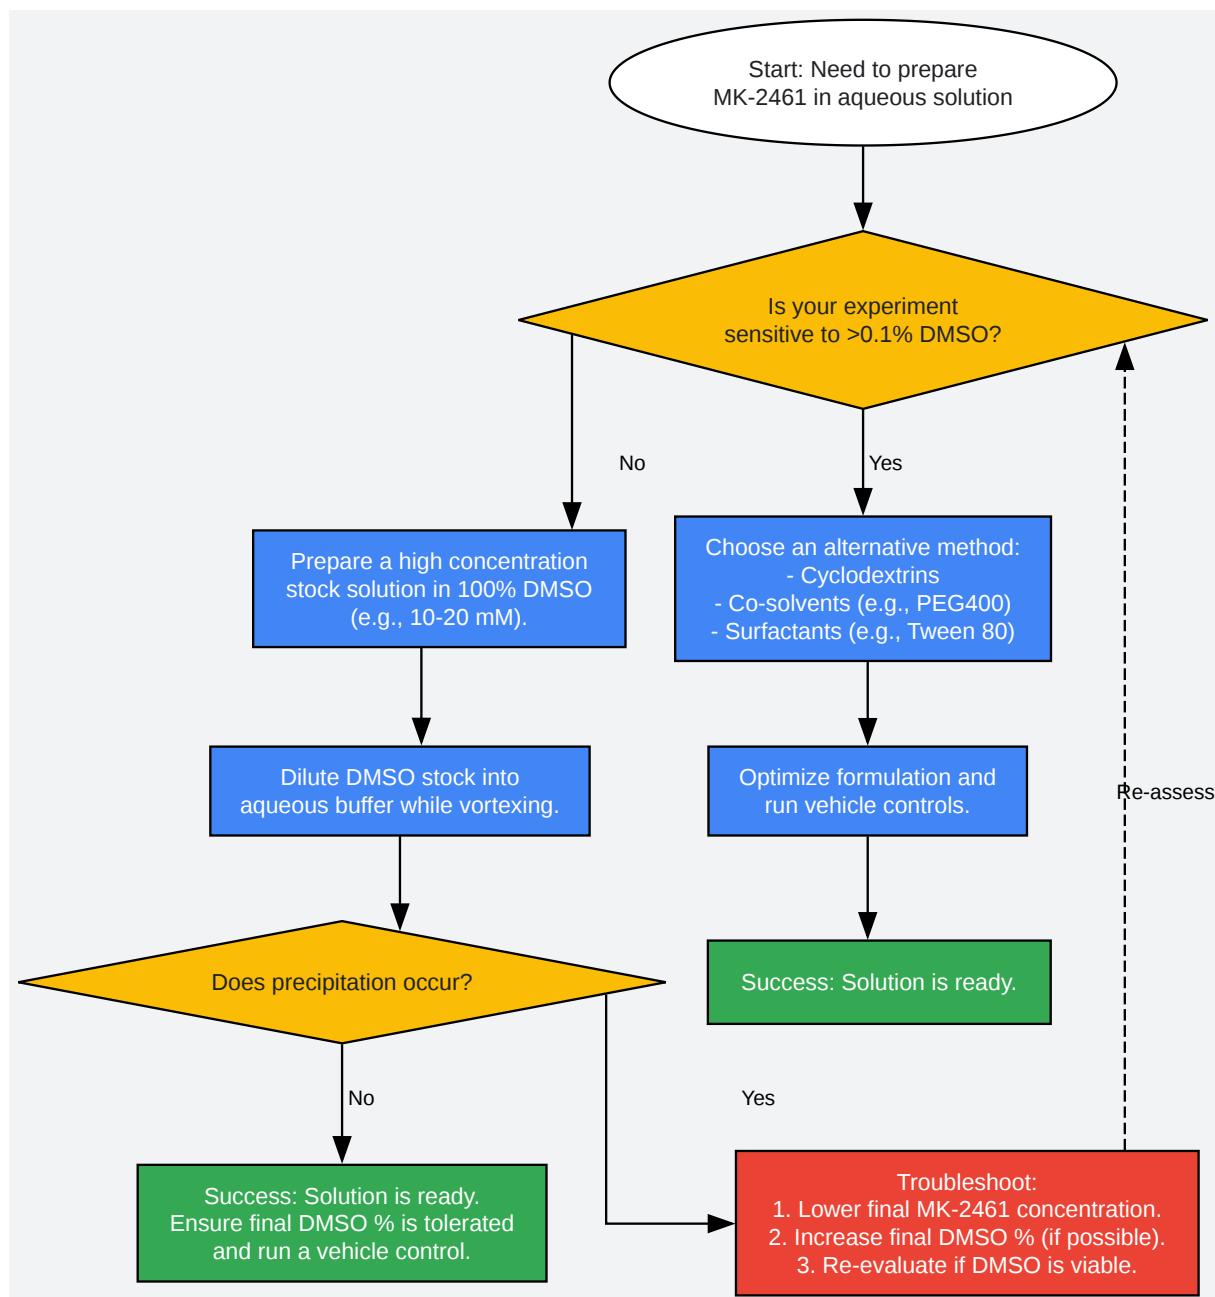 Start: Need to prepare
MK-2461 in aqueous solution
Is your experiment
sensitive to >0.1% DMSO?
No
Yes
Prepare a high concentration
stock solution in 100% DMSO
(e.g., 10-20 mM).
Choose an alternative method:
- Cyclodextrins
- Co-solvents (e.g., PEG400)
- Surfactants (e.g., Tween 80)
Dilute DMSO stock into
aqueous buffer while vortexing.
Optimize formulation and
run vehicle controls.
Re-assess
Does precipitation occur?
Success: Solution is ready.
No
Yes
Success: Solution is ready.
Ensure final DMSO % is tolerated
and run a vehicle control.
Troubleshoot:
1. Lower final MK-2461 concentration.
2. Increase final DMSO % (if possible).
3. Re-evaluate if DMSO is viable.